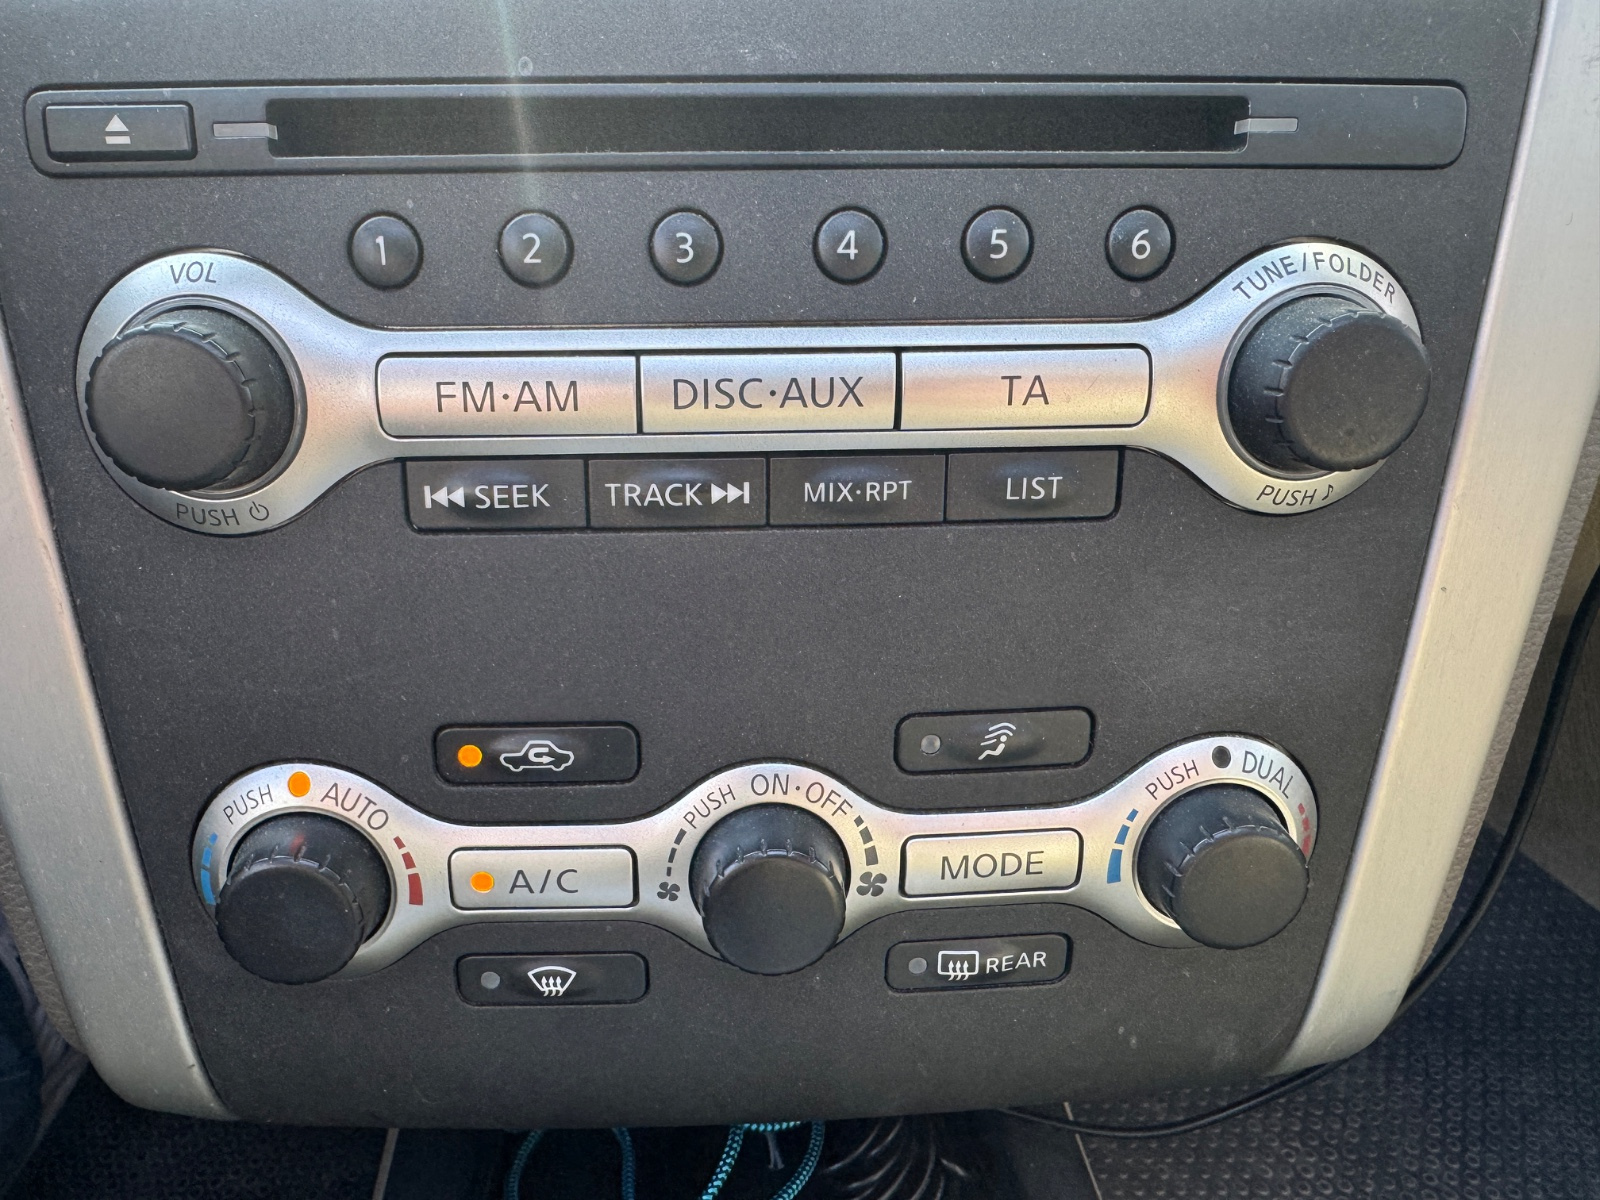 1 2 3 4 5 6
VOL
TUNE/FOLDER
FM·AM DISC·AUX TA
PUSH
SEEK TRACK MIX·RPT LIST
PUSH
PUSH AUTO
PUSH ON·OFF
PUSH DUAL
A/C
MODE
REAR